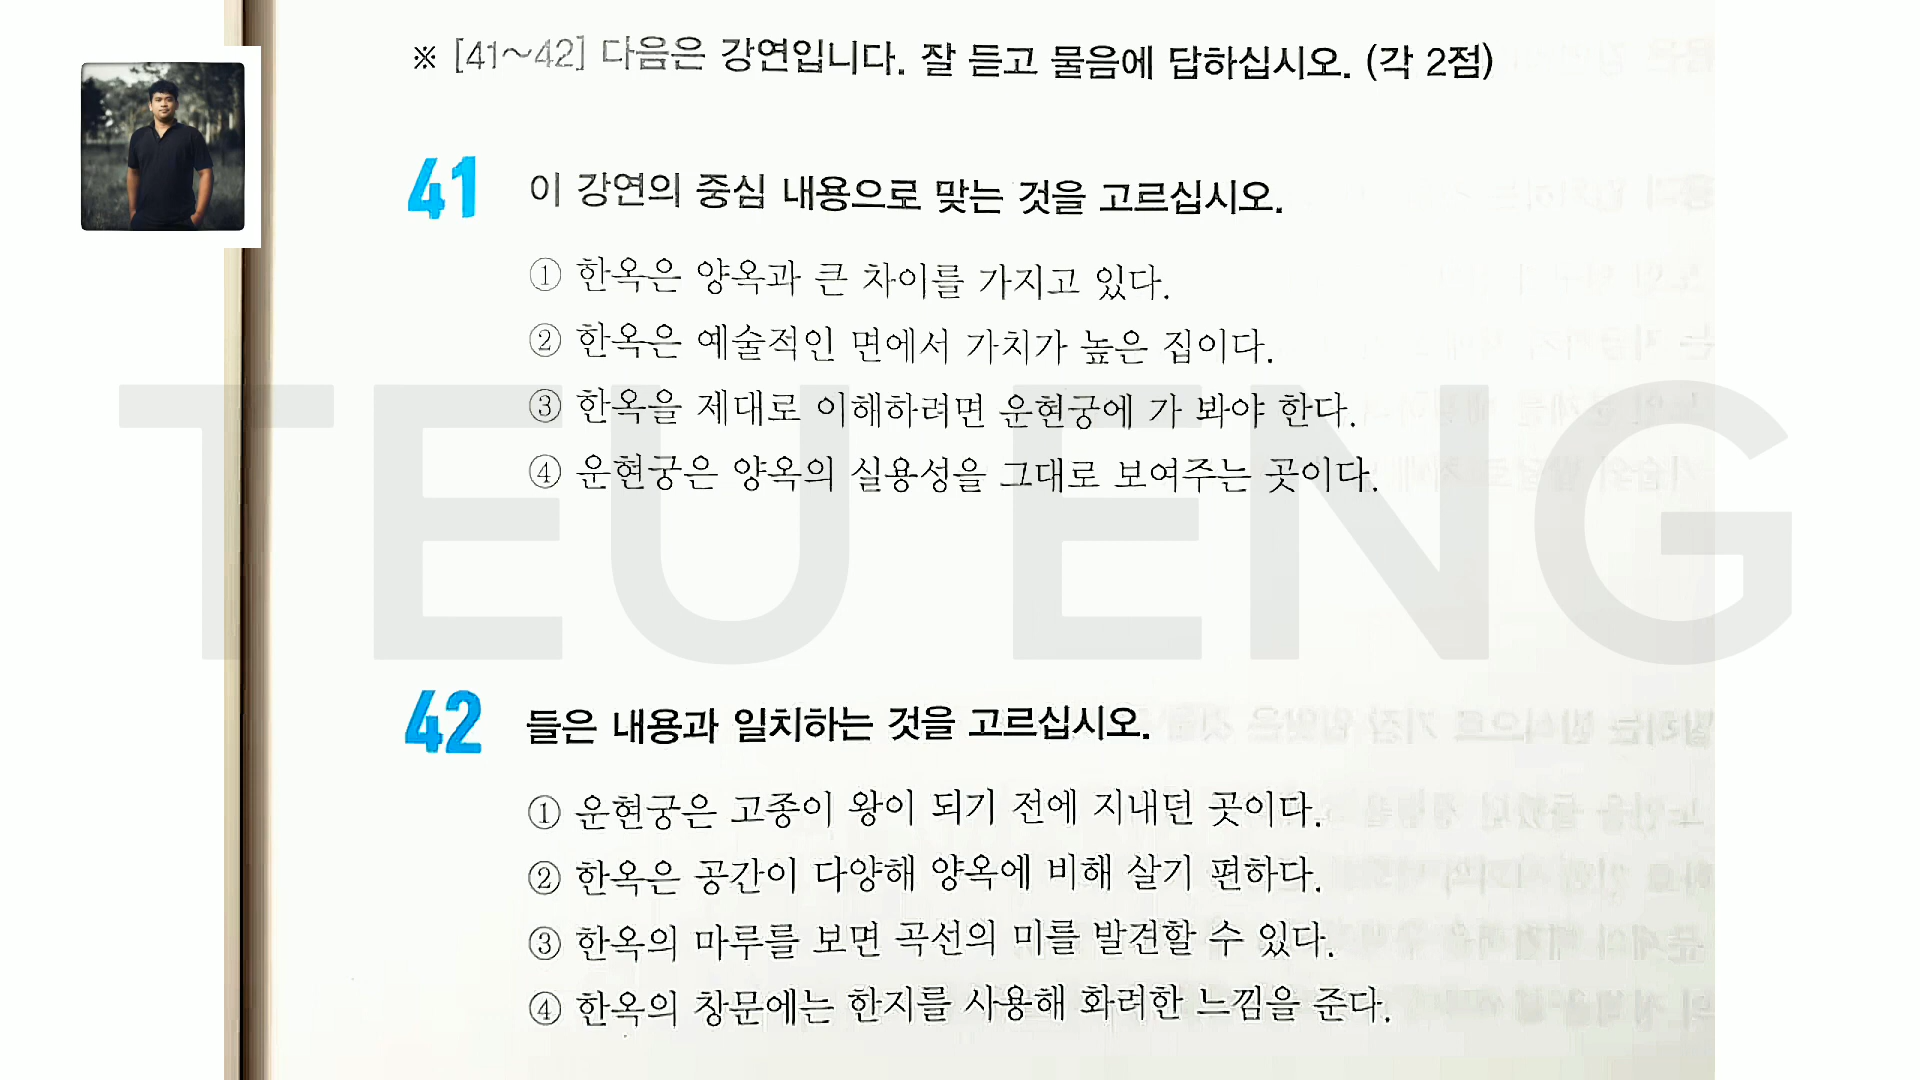 ※ [41~42] 다음은 강연입니다. 잘 듣고 물음에 답하십시오. (각 2점)
41 이 강연의 중심 내용으로 맞는 것을 고르십시오.
① 한옥은 양옥과 큰 차이를 가지고 있다.
② 한옥은 예술적인 면에서 가치가 높은 집이다.
③ 한옥을 제대로 이해하려면 운현궁에 가 봐야 한다.
④ 운현궁은 양옥의 실용성을 그대로 보여주는 곳이다.
TEU ENG
42 들은 내용과 일치하는 것을 고르십시오.
① 운현궁은 고종이 왕이 되기 전에 지내던 곳이다.
② 한옥은 공간이 다양해 양옥에 비해 살기 편하다.
③ 한옥의 마루를 보면 곡선의 미를 발견할 수 있다.
④ 한옥의 창문에는 한지를 사용해 화려한 느낌을 준다.